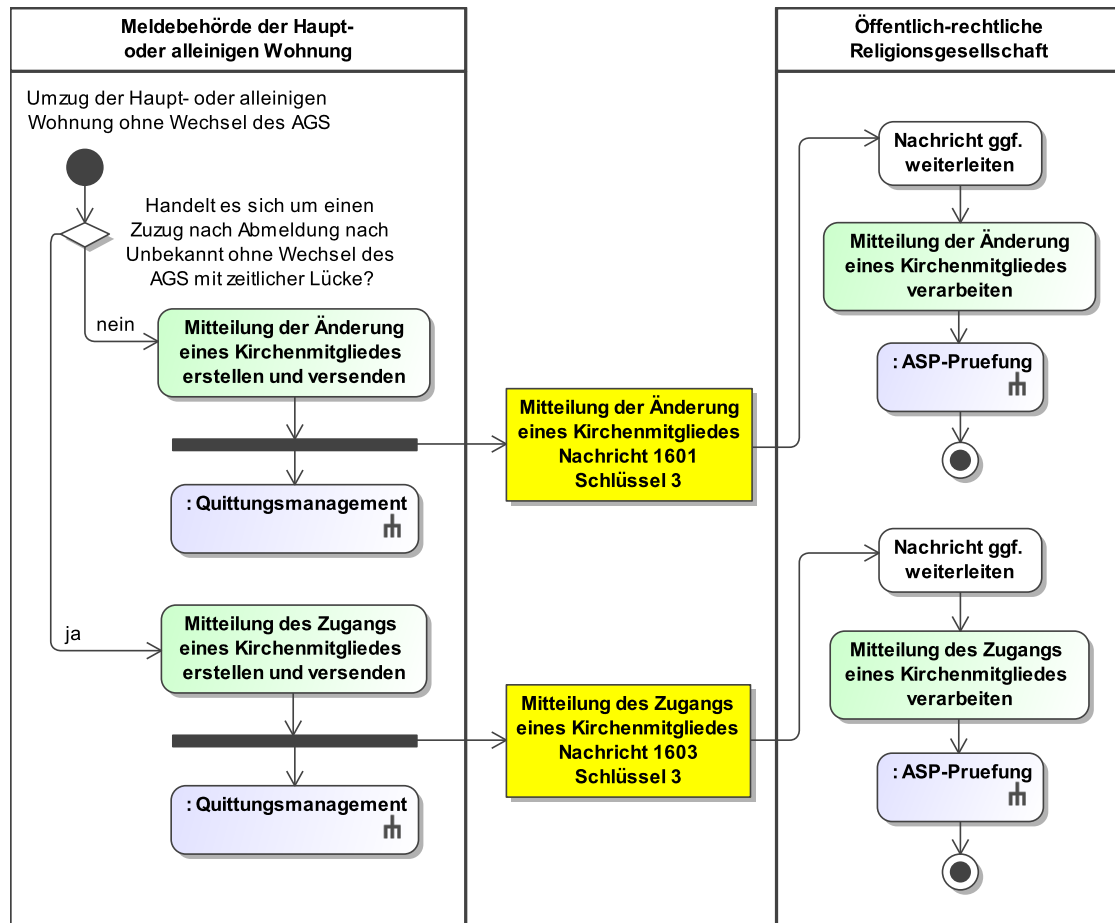 Meldebehörde der Haupt-
oder alleinigen Wohnung
Umzug der Haupt- oder alleinigen
Wohnung ohne Wechsel des AGS
Handelt es sich um einen
Zuzug nach Abmeldung nach
Unbekannt ohne Wechsel des
AGS mit zeitlicher Lücke?
nein
Mitteilung der Änderung
eines Kirchenmitgliedes
erstellen und versenden
: Quittungsmanagement
ja
Mitteilung des Zugangs
eines Kirchenmitgliedes
erstellen und versenden
: Quittungsmanagement
Mitteilung der Änderung
eines Kirchenmitgliedes
Nachricht 1601
Schlüssel 3
Mitteilung des Zugangs
eines Kirchenmitgliedes
Nachricht 1603
Schlüssel 3
Öffentlich-rechtliche
Religionsgesellschaft
Nachricht ggf.
weiterleiten
Mitteilung der Änderung
eines Kirchenmitgliedes
verarbeiten
: ASP-Pruefung
Nachricht ggf.
weiterleiten
Mitteilung des Zugangs
eines Kirchenmitgliedes
verarbeiten
: ASP-Pruefung